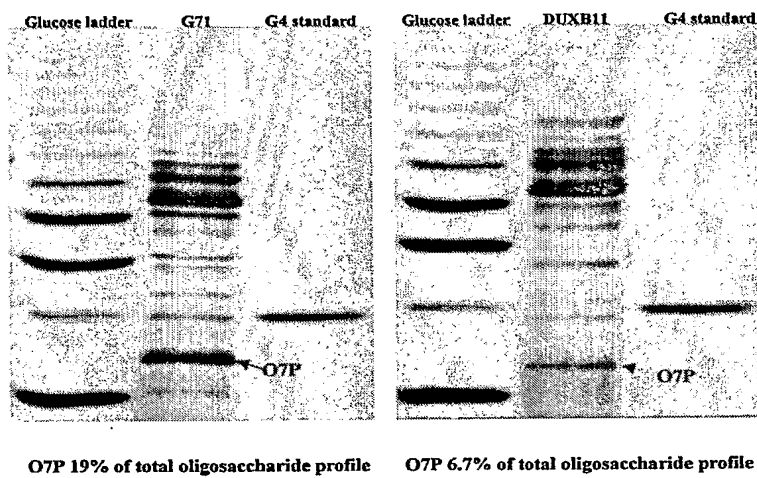 Glucose ladder G71 G4 standard
Glucose ladder DUXB11 G4 standard
O7P
O7P
O7P 19% of total oligosaccharide profile
O7P 6.7% of total oligosaccharide profile